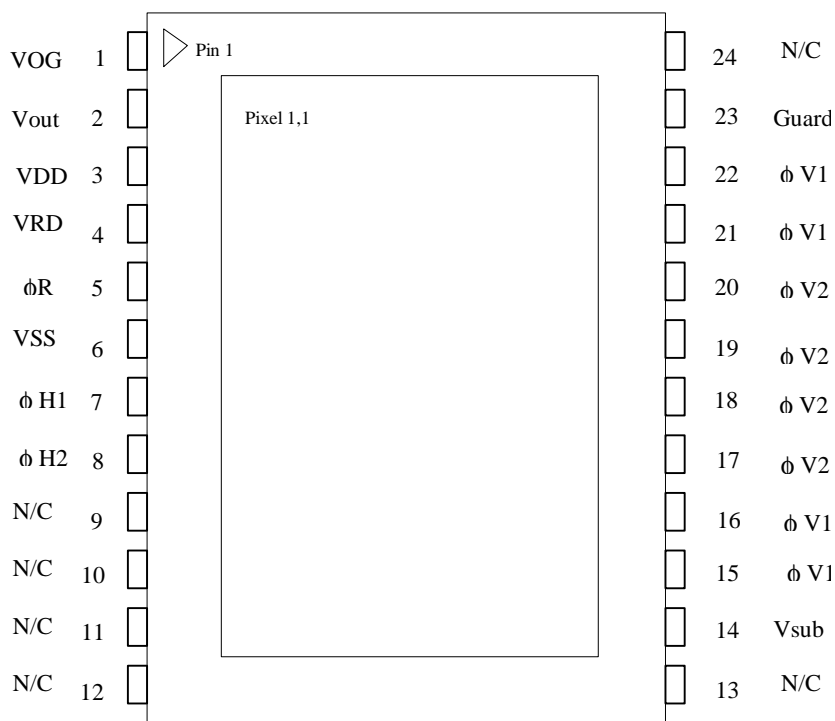 VOG 1 Pin 1 24 N/C
Vout 2 Pixel 1,1 23 Guard
VDD 3 22 ϕ V1
VRD 4 21 ϕ V1
ϕR 5 20 ϕ V2
VSS 6 19 ϕ V2
ϕ H1 7 18 ϕ V2
ϕ H2 8 17 ϕ V2
N/C 9 16 ϕ V1
N/C 10 15 ϕ V1
N/C 11 14 Vsub
N/C 12 13 N/C